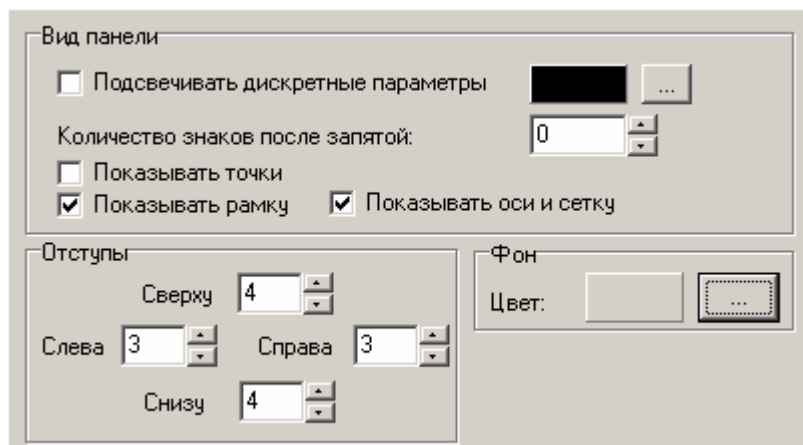 Вид панели
Подсвечивать дискретные параметры ...
Количество знаков после запятой: 0
Показывать точки
Показывать рамку Показывать оси и сетку
Отступы
Сверху 4
Слева 3 Справа 3
Снизу 4
Фон
Цвет: ...